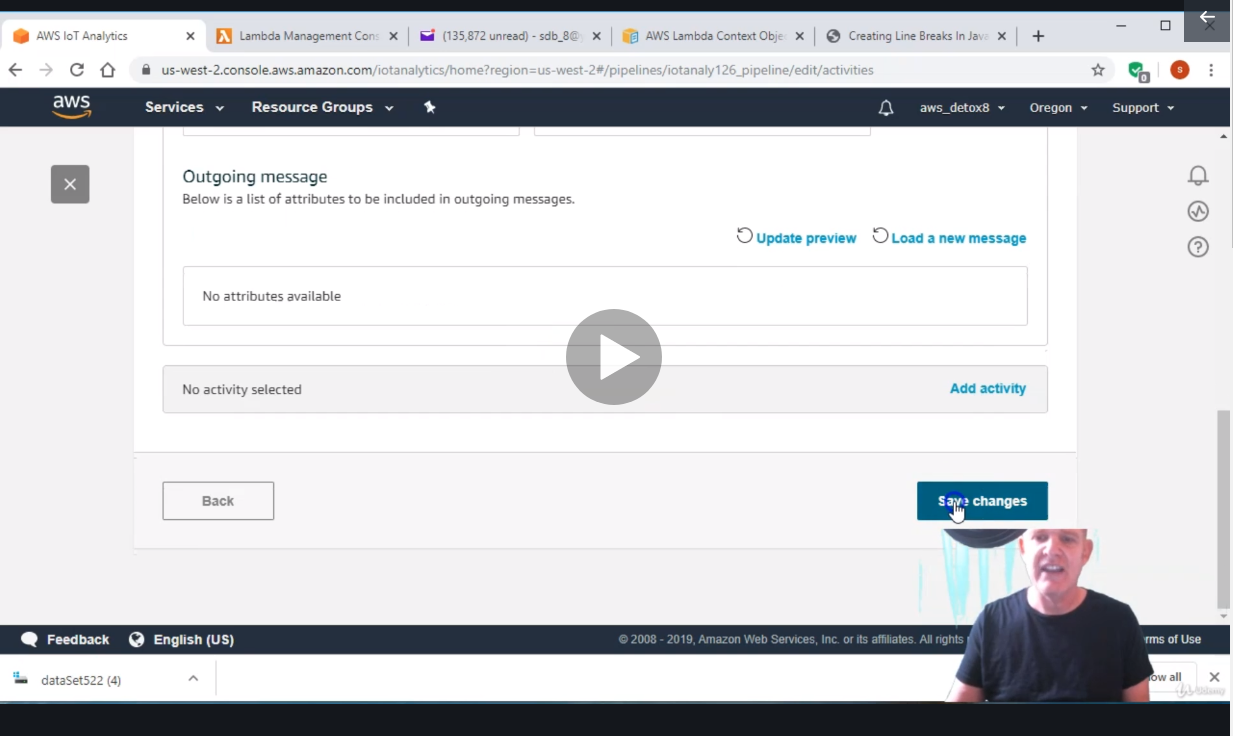 AWS IoT Analytics
Lambda Management Cons
(135,872 unread) - sdb_8@
AWS Lambda Context Obje
Creating Line Breaks In Java
us-west-2.console.aws.amazon.com/iotanalytics/home?region=us-west-2#/pipelines/iotanaly126_pipeline/edit/activities
0
S
aws
Services
Resource Groups
aws_detox8
Oregon
Support
Outgoing message
Below is a list of attributes to be included in outgoing messages.
Update preview
Load a new message
No attributes available
No activity selected
Add activity
Back
Save changes
Feedback
English (US)
© 2008 - 2019, Amazon Web Services, Inc. or its affiliates. All rights
rms of Use
dataSet522 (4)
ow all
Udemy